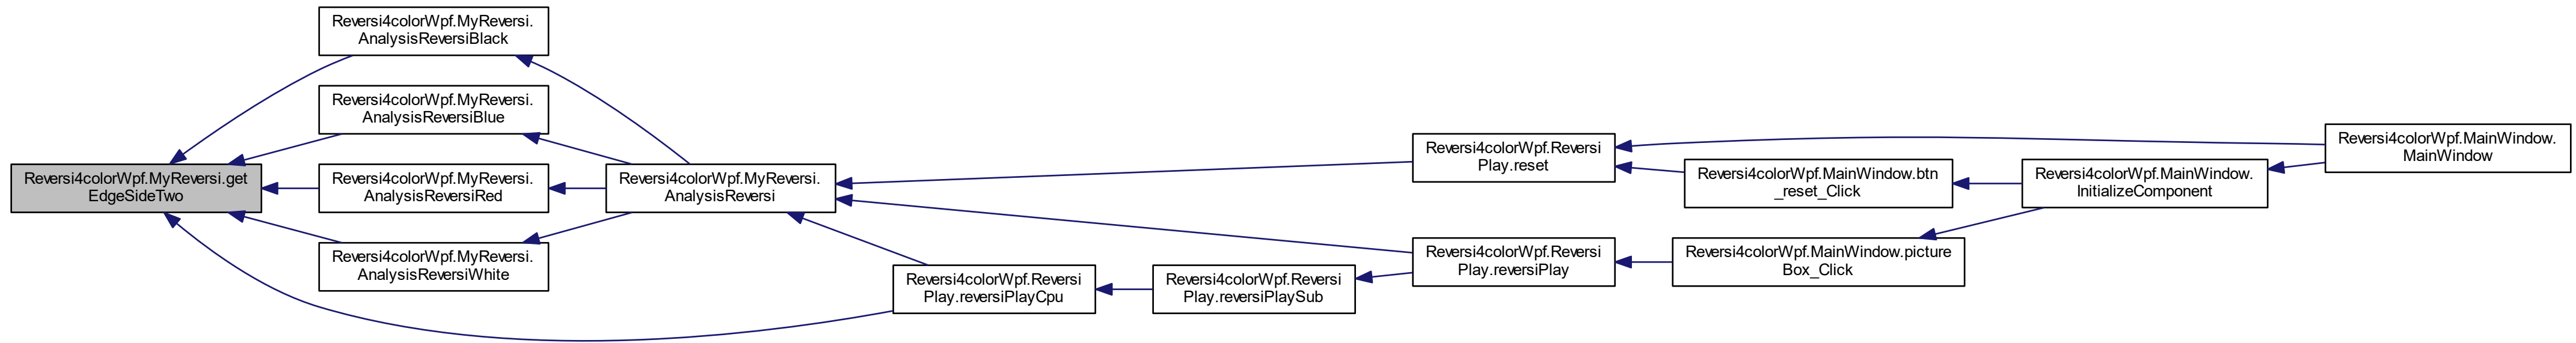 Reversi4colorWpf.MyReversi.get
EdgeSideTwo
Reversi4colorWpf.MyReversi.
AnalysisReversiBlack
Reversi4colorWpf.MyReversi.
AnalysisReversiBlue
Reversi4colorWpf.MyReversi.
AnalysisReversiRed
Reversi4colorWpf.MyReversi.
AnalysisReversiWhite
Reversi4colorWpf.MyReversi.
AnalysisReversi
Reversi4colorWpf.Reversi
Play.reversiPlayCpu
Reversi4colorWpf.Reversi
Play.reversiPlaySub
Reversi4colorWpf.Reversi
Play.reset
Reversi4colorWpf.Reversi
Play.reversiPlay
Reversi4colorWpf.MainWindow.btn
_reset_Click
Reversi4colorWpf.MainWindow.picture
Box_Click
Reversi4colorWpf.MainWindow.
InitializeComponent
Reversi4colorWpf.MainWindow.
MainWindow